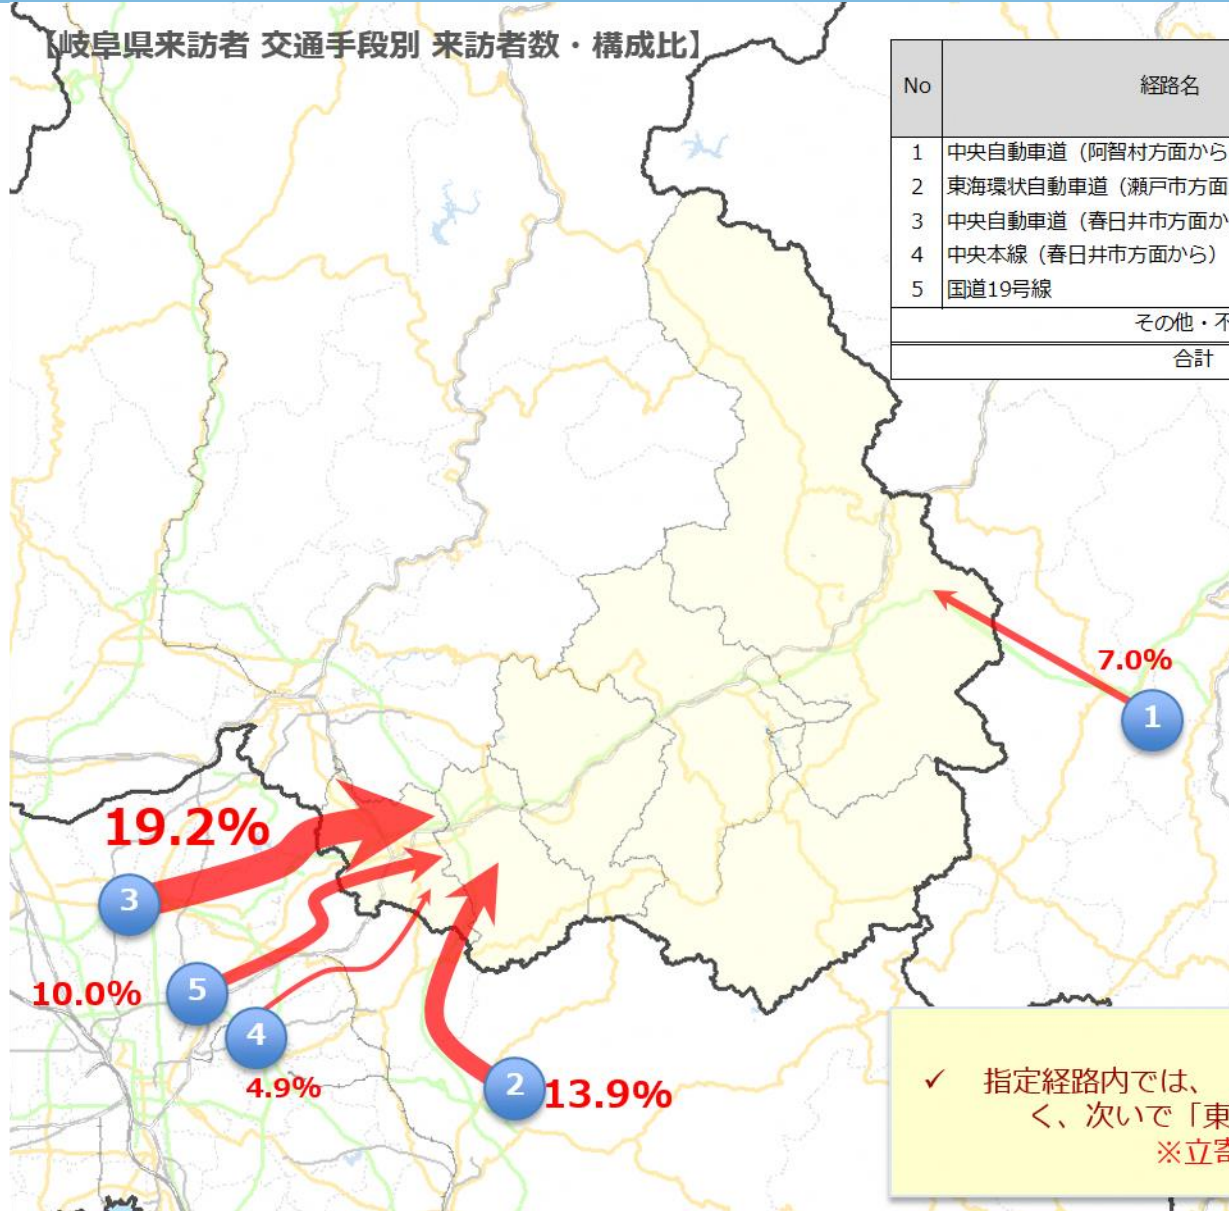 【岐阜県来訪者 交通手段別 来訪者数・構成比】
No 経路名
1 中央自動車道（阿智村方面から
2 東海環状自動車道（瀬戸市方面
3 中央自動車道（春日井市方面か
4 中央本線（春日井市方面から）
5 国道19号線
その他・不
合計
7.0%
1
19.2%
3
10.0%
5
4
4.9%
2
13.9%
✓ 指定経路内では、
く、次いで「東
※立寄